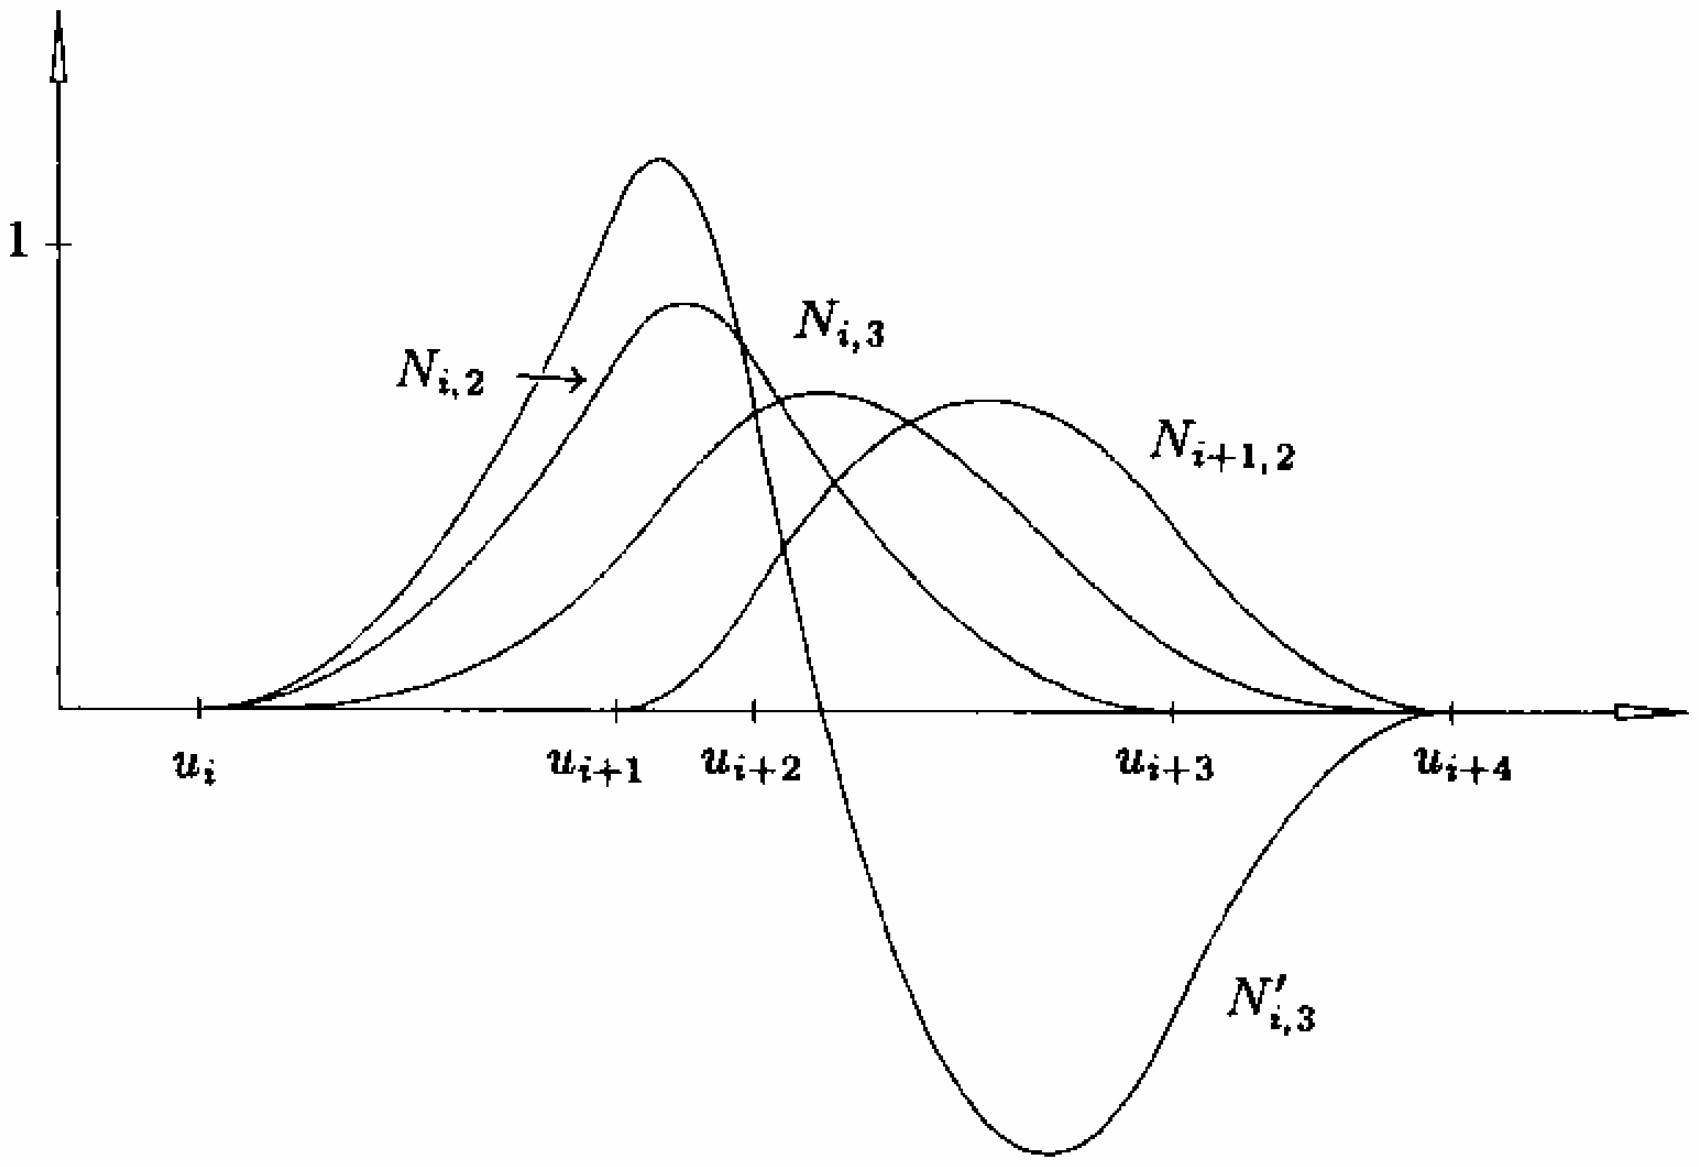 1
N_{i,3}
N_{i,2}
N_{i+1,2}
u_i u_{i+1} u_{i+2} u_{i+3} u_{i+4}
N'_{i,3}